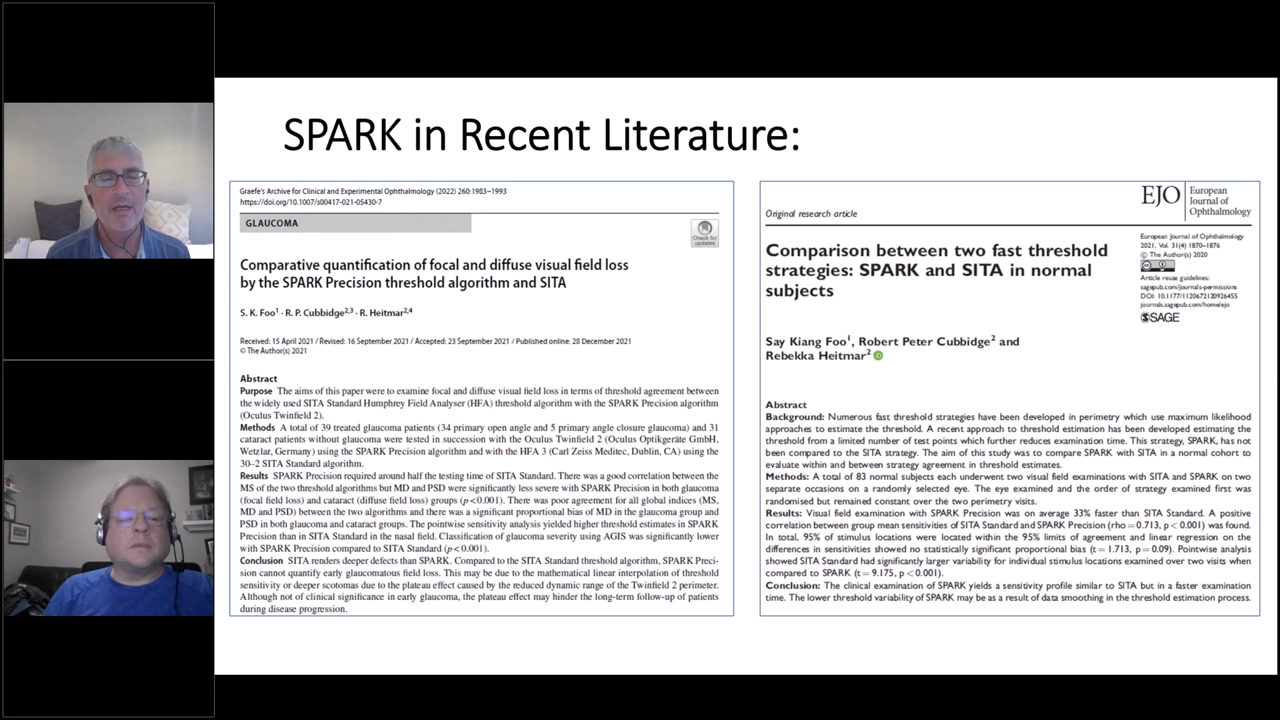 SPARK in Recent Literature:
Graefe's Archive for Clinical and Experimental Ophthalmology (2022) 260:1983–1993
https://doi.org/10.1007/s00417-021-05430-7
GLAUCOMA
Check for
updates
Comparative quantification of focal and diffuse visual field loss
by the SPARK Precision threshold algorithm and SITA
S. K. Foo1 · R. P. Cubbidge2,3 · R. Heitmar2,4
Received: 15 April 2021 / Revised: 16 September 2021 / Accepted: 23 September 2021 / Published online: 28 December 2021
© The Author(s) 2021
Abstract
Purpose The aims of this paper were to examine focal and diffuse visual field loss in terms of threshold agreement between
the widely used SITA Standard Humphrey Field Analyser (HFA) threshold algorithm with the SPARK Precision algorithm
(Oculus Twinfield 2).
Methods A total of 39 treated glaucoma patients (34 primary open angle and 5 primary angle closure glaucoma) and 31
cataract patients without glaucoma were tested in succession with the Oculus Twinfield 2 (Oculus Optikgeräte GmbH,
Wetzlar, Germany) using the SPARK Precision algorithm and with the HFA 3 (Carl Zeiss Meditec, Dublin, CA) using the
30–2 SITA Standard algorithm.
Results SPARK Precision required around half the testing time of SITA Standard. There was a good correlation between the
MS of the two threshold algorithms but MD and PSD were significantly less severe with SPARK Precision in both glaucoma
(focal field loss) and cataract (diffuse field loss) groups (p<0.001). There was poor agreement for all global indices (MS,
MD and PSD) between the two algorithms and there was a significant proportional bias of MD in the glaucoma group and
PSD in both glaucoma and cataract groups. The pointwise sensitivity analysis yielded higher threshold estimates in SPARK
Precision than in SITA Standard in the nasal field. Classification of glaucoma severity using AGIS was significantly lower
with SPARK Precision compared to SITA Standard (p<0.001).
Conclusion SITA renders deeper defects than SPARK. Compared to the SITA Standard threshold algorithm, SPARK Preci-
sion cannot quantify early glaucomatous field loss. This may be due to the mathematical linear interpolation of threshold
sensitivity or deeper scotomas due to the plateau effect caused by the reduced dynamic range of the Twinfield 2 perimeter.
Although not of clinical significance in early glaucoma, the plateau effect may hinder the long-term follow-up of patients
during disease progression.
Original research article
EJO
European
Journal of
Ophthalmology
Comparison between two fast threshold
strategies: SPARK and SITA in normal
subjects
European Journal of Ophthalmology
2021, Vol. 31(4) 1870–1876
© The Author(s) 2020
Article reuse guidelines:
sagepub.com/journals-permissions
DOI: 10.1177/1120672120926455
journals.sagepub.com/home/ejo
SAGE
Say Kiang Foo1, Robert Peter Cubbidge2 and
Rebekka Heitmar2
Abstract
Background: Numerous fast threshold strategies have been developed in perimetry which use maximum likelihood
approaches to estimate the threshold. A recent approach to threshold estimation has been developed estimating the
threshold from a limited number of test points which further reduces examination time. This strategy, SPARK, has not
been compared to the SITA strategy. The aim of this study was to compare SPARK with SITA in a normal cohort to
evaluate within and between strategy agreement in threshold estimates.
Methods: A total of 83 normal subjects each underwent two visual field examinations with SITA and SPARK on two
separate occasions on a randomly selected eye. The eye examined and the order of strategy examined first was
randomised but remained constant over the two perimetry visits.
Results: Visual field examination with SPARK Precision was on average 33% faster than SITA Standard. A positive
correlation between group mean sensitivities of SITA Standard and SPARK Precision (rho = 0.713, p < 0.001) was found.
In total, 95% of stimulus locations were located within the 95% limits of agreement and linear regression on the
differences in sensitivities showed no statistically significant proportional bias (t = 1.713, p = 0.09). Pointwise analysis
showed SITA Standard had significantly larger variability for individual stimulus locations examined over two visits when
compared to SPARK (t = 9.175, p < 0.001).
Conclusion: The clinical examination of SPARK yields a sensitivity profile similar to SITA but in a faster examination
time. The lower threshold variability of SPARK may be as a result of data smoothing in the threshold estimation process.